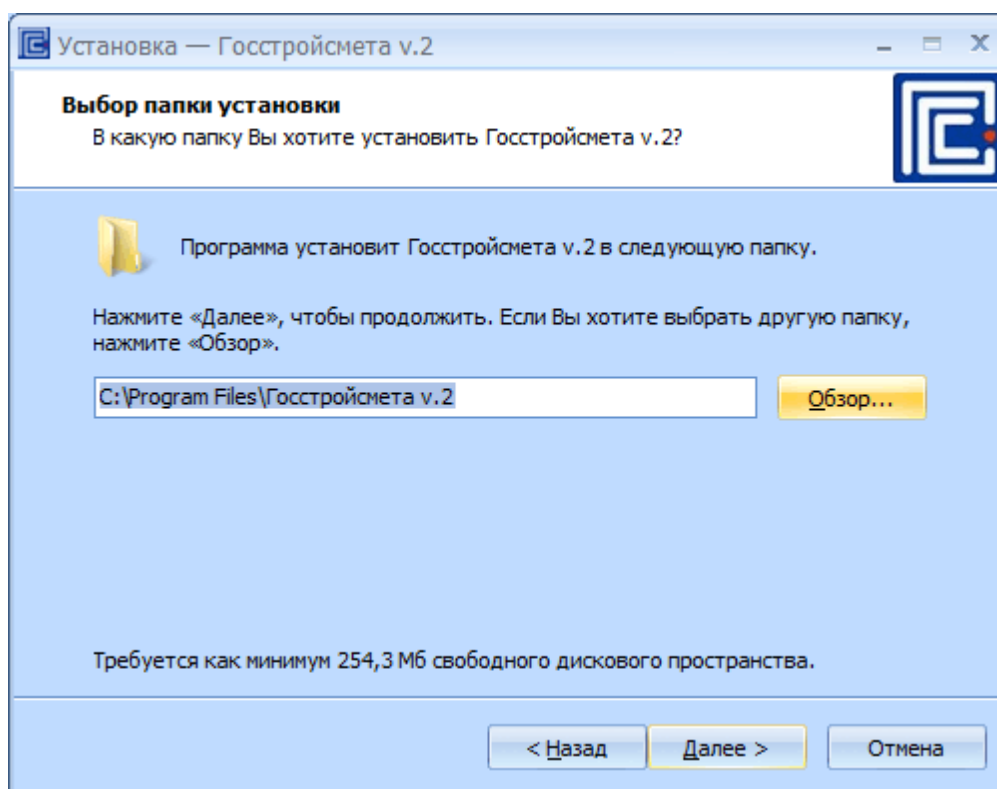 Установка — Госстройсмета v.2
Выбор папки установки
В какую папку Вы хотите установить Госстройсмета v.2?
Программа установит Госстройсмета v.2 в следующую папку.
Нажмите «Далее», чтобы продолжить. Если Вы хотите выбрать другую папку,
нажмите «Обзор».
C:\Program Files\Госстройсмета v.2
Обзор...
Требуется как минимум 254,3 Мб свободного дискового пространства.
< Назад
Далее >
Отмена